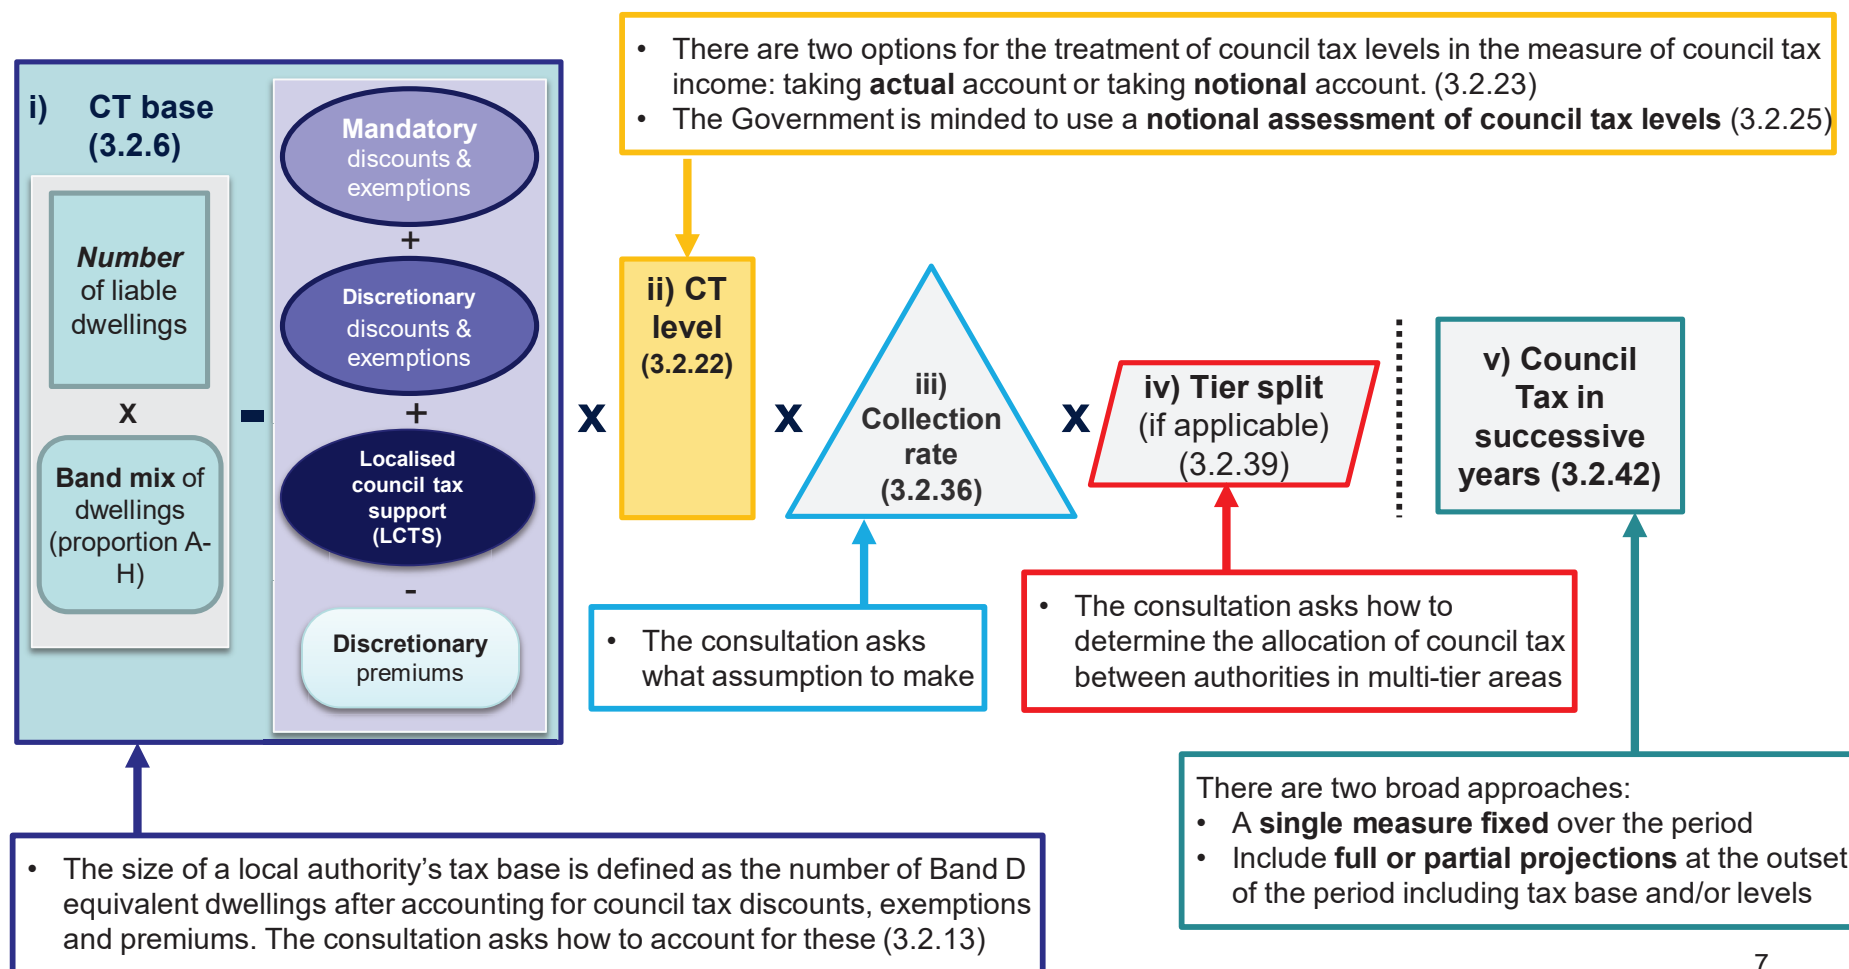 • There are two options for the treatment of council tax levels in the measure of council tax
income: taking actual account or taking notional account. (3.2.23)
• The Government is minded to use a notional assessment of council tax levels (3.2.25)
i) CT base
(3.2.6)
Number
of liable
dwellings
X
Band mix of
dwellings
(proportion A-
H)
-
Mandatory
discounts &
exemptions
+
Discretionary
discounts &
exemptions
+
Localised
council tax
support
(LCTS)
-
Discretionary
premiums
x
ii) CT
level
(3.2.22)
x
iii)
Collection
rate
(3.2.36)
x
iv) Tier split
(if applicable)
(3.2.39)
v) Council
Tax in
successive
years (3.2.42)
• The consultation asks
what assumption to make
• The consultation asks how to
determine the allocation of council tax
between authorities in multi-tier areas
There are two broad approaches:
• A single measure fixed over the period
• Include full or partial projections at the outset
of the period including tax base and/or levels
• The size of a local authority’s tax base is defined as the number of Band D
equivalent dwellings after accounting for council tax discounts, exemptions
and premiums. The consultation asks how to account for these (3.2.13)
7